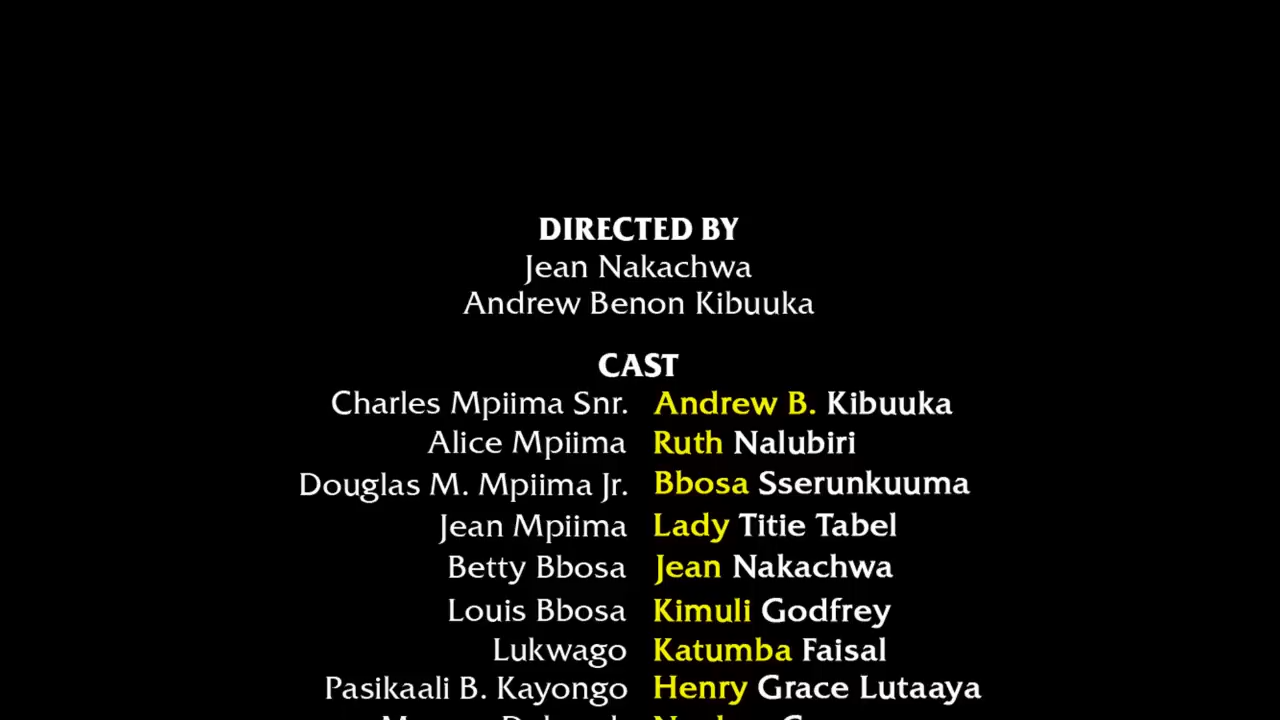 DIRECTED BY
Jean Nakachwa
Andrew Benon Kibuuka
CAST
Charles Mpiima Snr. Andrew B. Kibuuka
Alice Mpiima Ruth Nalubiri
Douglas M. Mpiima Jr. Bbosa Sserunkuuma
Jean Mpiima Lady Titie Tabel
Betty Bbosa Jean Nakachwa
Louis Bbosa Kimuli Godfrey
Lukwago Katumba Faisal
Pasikaali B. Kayongo Henry Grace Lutaaya